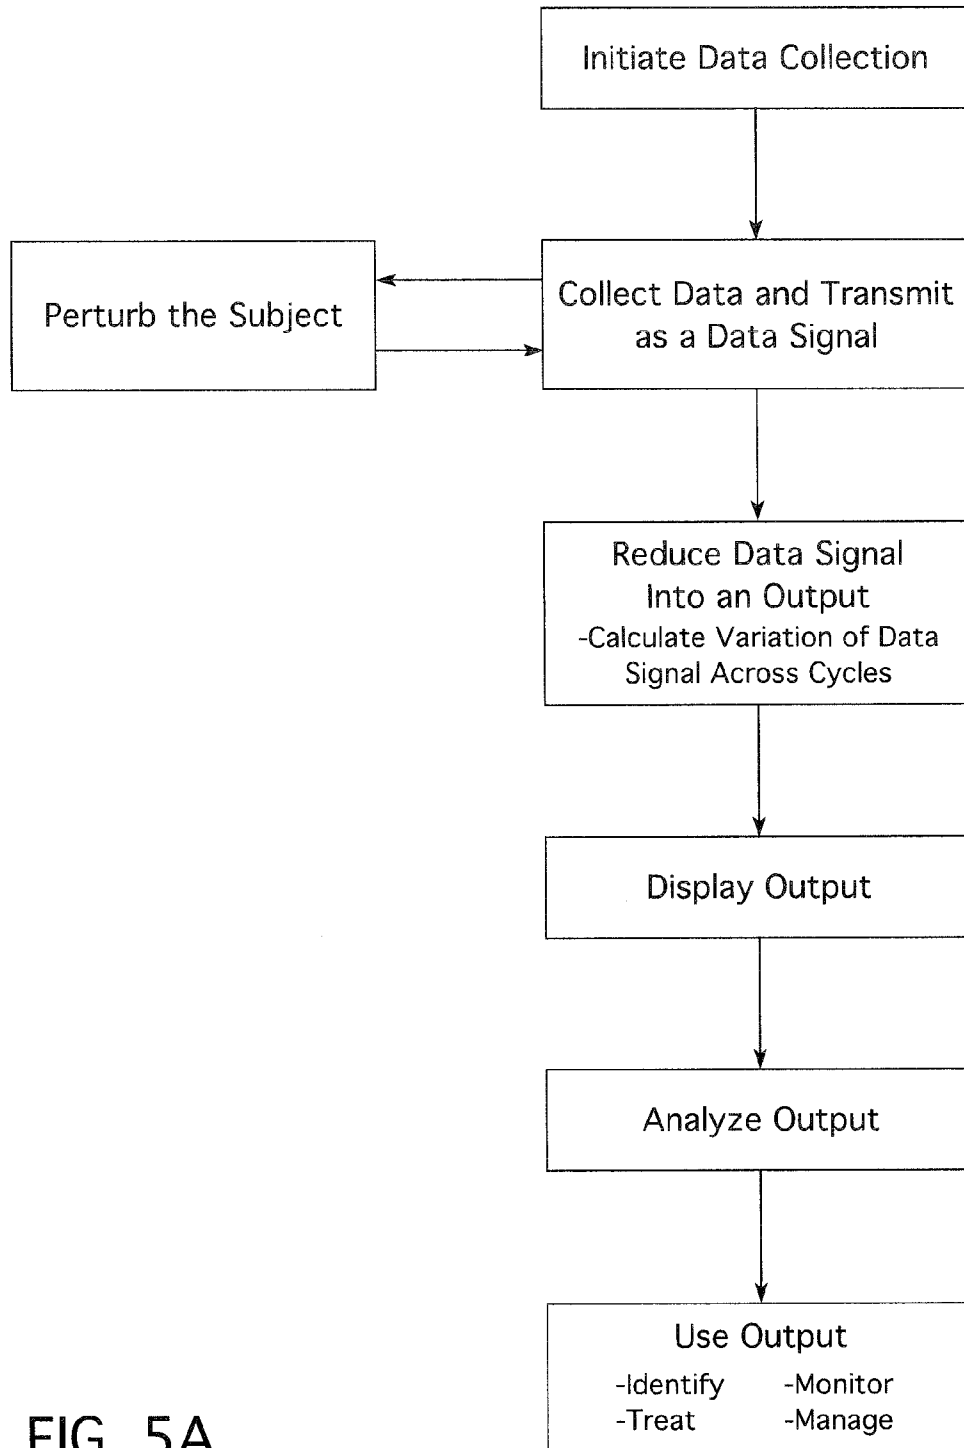 Initiate Data Collection
Perturb the Subject
Collect Data and Transmit
as a Data Signal
Reduce Data Signal
Into an Output
-Calculate Variation of Data
Signal Across Cycles
Display Output
Analyze Output
Use Output
-Identify -Monitor
-Treat -Manage
FIG. 5A